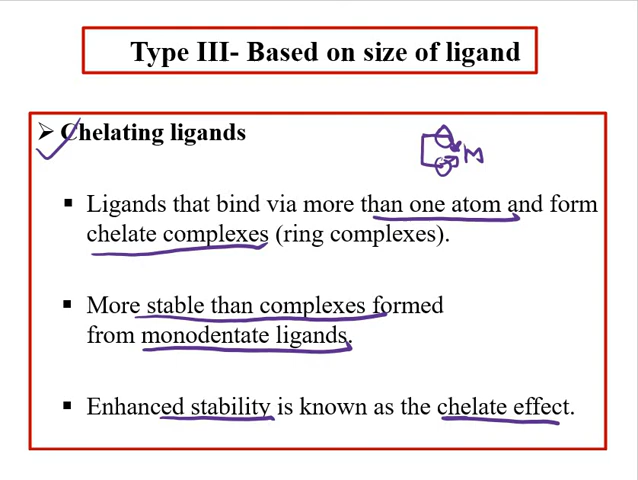 Type III- Based on size of ligand
➢ Chelating ligands
M
▪ Ligands that bind via more than one atom and form
chelate complexes (ring complexes).
▪ More stable than complexes formed
from monodentate ligands.
▪ Enhanced stability is known as the chelate effect.